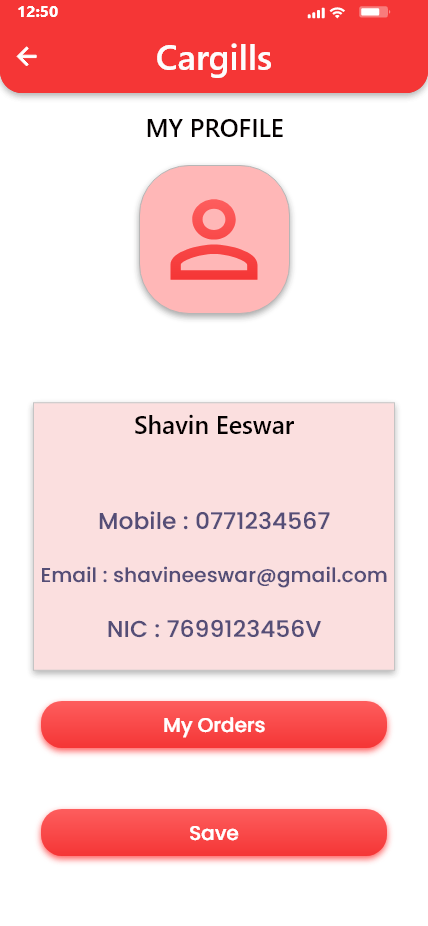 12:50
Cargills
MY PROFILE
Shavin Eeswar
Mobile : 0771234567
Email : shavineeswar@gmail.com
NIC : 7699123456V
My Orders
Save